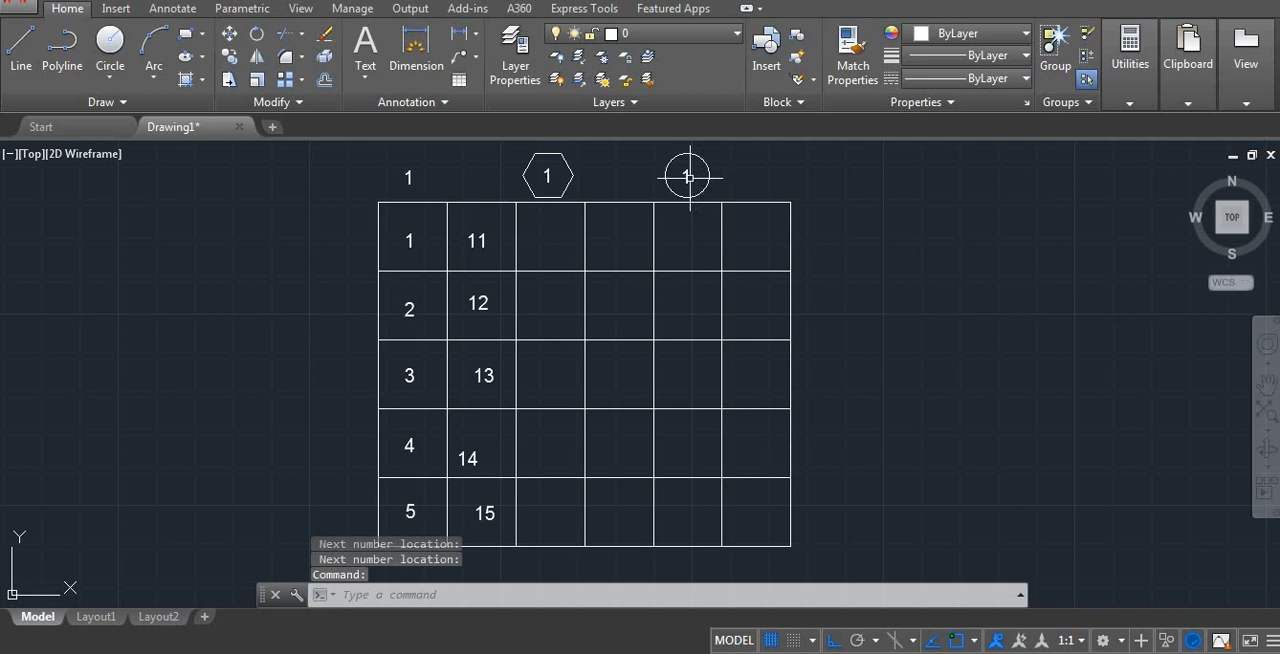 Home Insert Annotate Parametric View Manage Output Add-ins A360 Express Tools Featured Apps
0
ByLayer
ByLayer
ByLayer
Line Polyline Circle Arc Text Dimension Layer Properties Insert Match Properties Group Utilities Clipboard View
Draw Modify Annotation Layers Block Properties Groups
Start Drawing1*
[−][Top][2D Wireframe]
1 1 1
1 11
2 12
3 13
4 14
5 15
N
W TOP E
S
WCS
Next number location:
Next number location:
Command:
Type a command
Y
X
Model Layout1 Layout2
MODEL 1:1